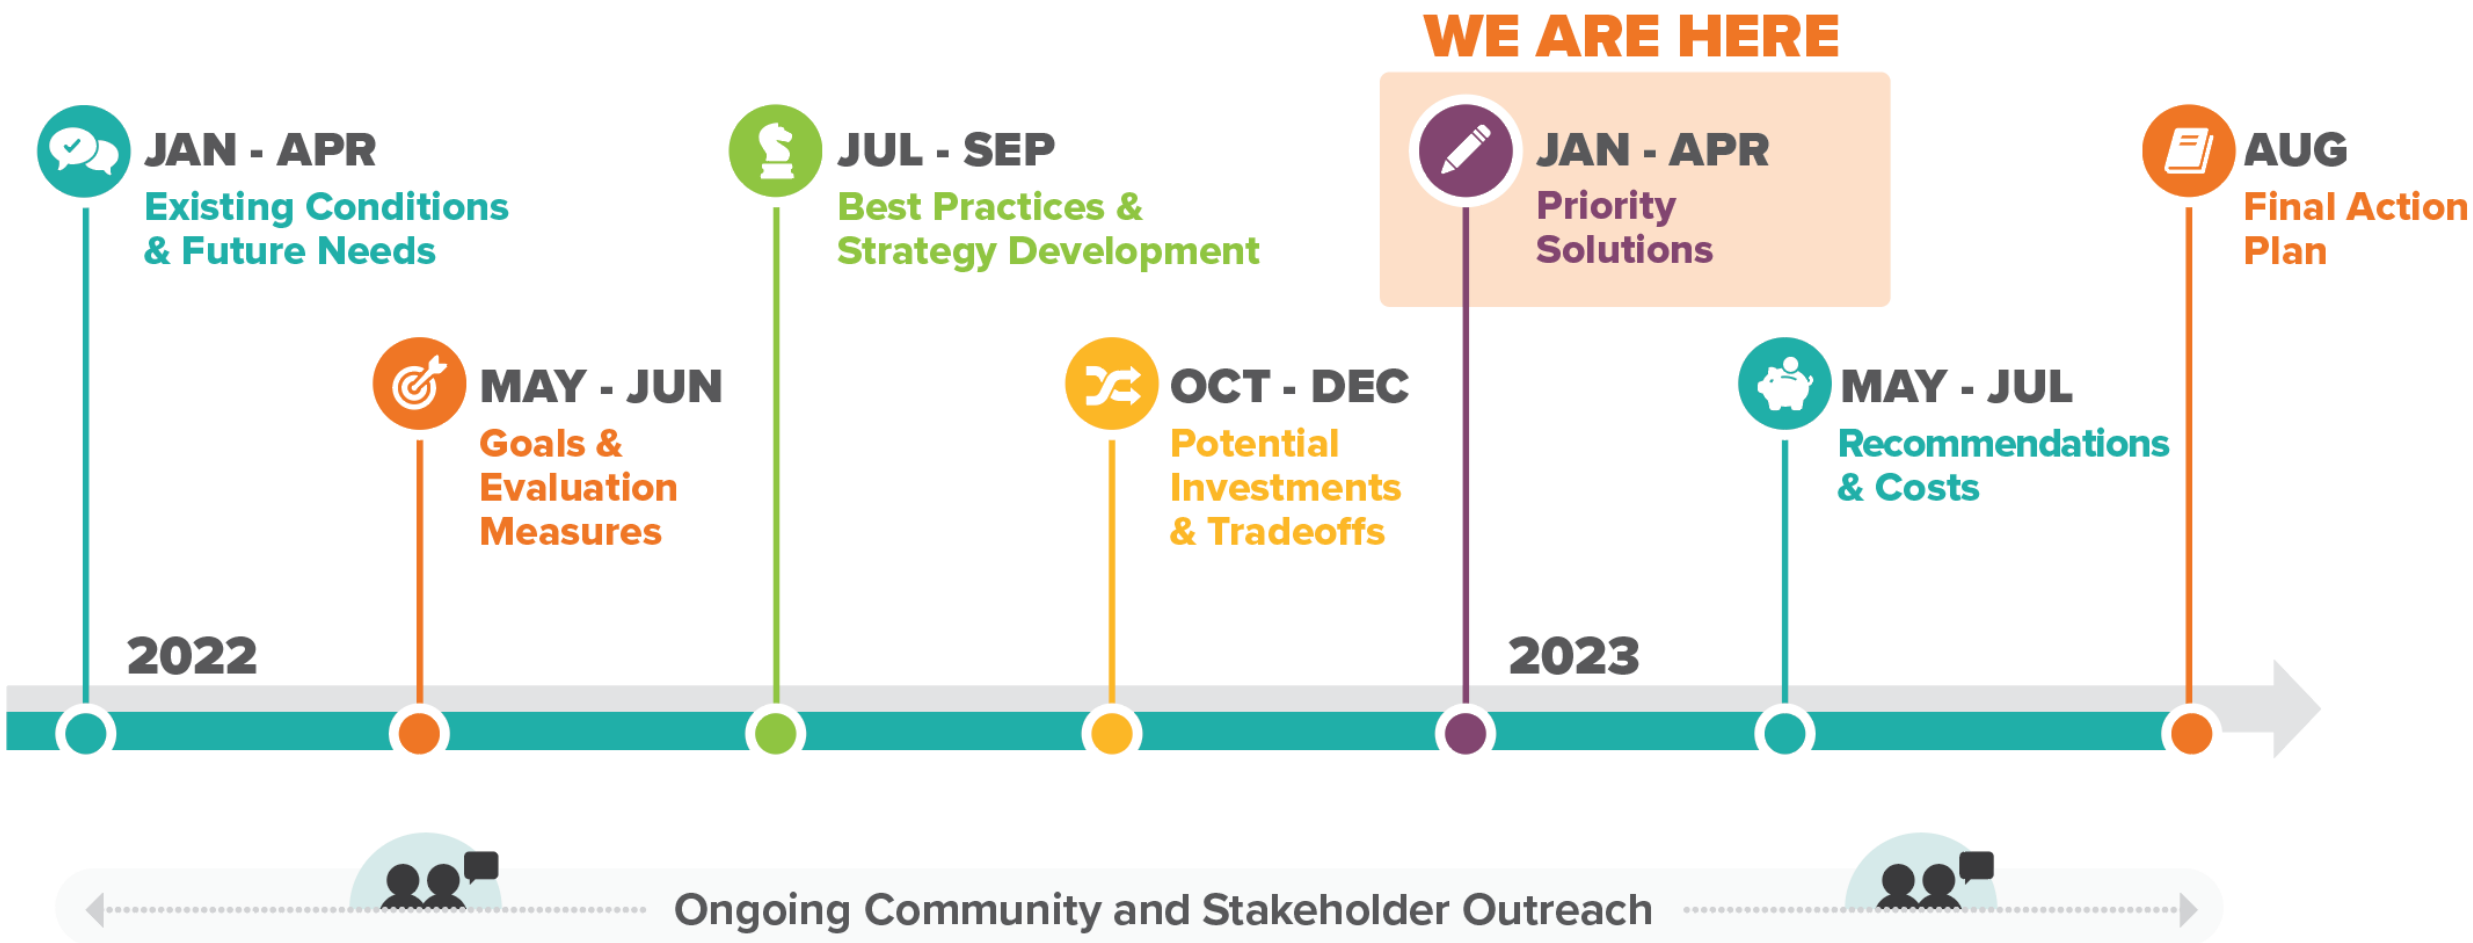 WE ARE HERE
JAN - APR
Existing Conditions
& Future Needs
MAY - JUN
Goals &
Evaluation
Measures
JUL - SEP
Best Practices &
Strategy Development
OCT - DEC
Potential
Investments
& Tradeoffs
JAN - APR
Priority
Solutions
MAY - JUL
Recommendations
& Costs
AUG
Final Action
Plan
2022
2023
Ongoing Community and Stakeholder Outreach